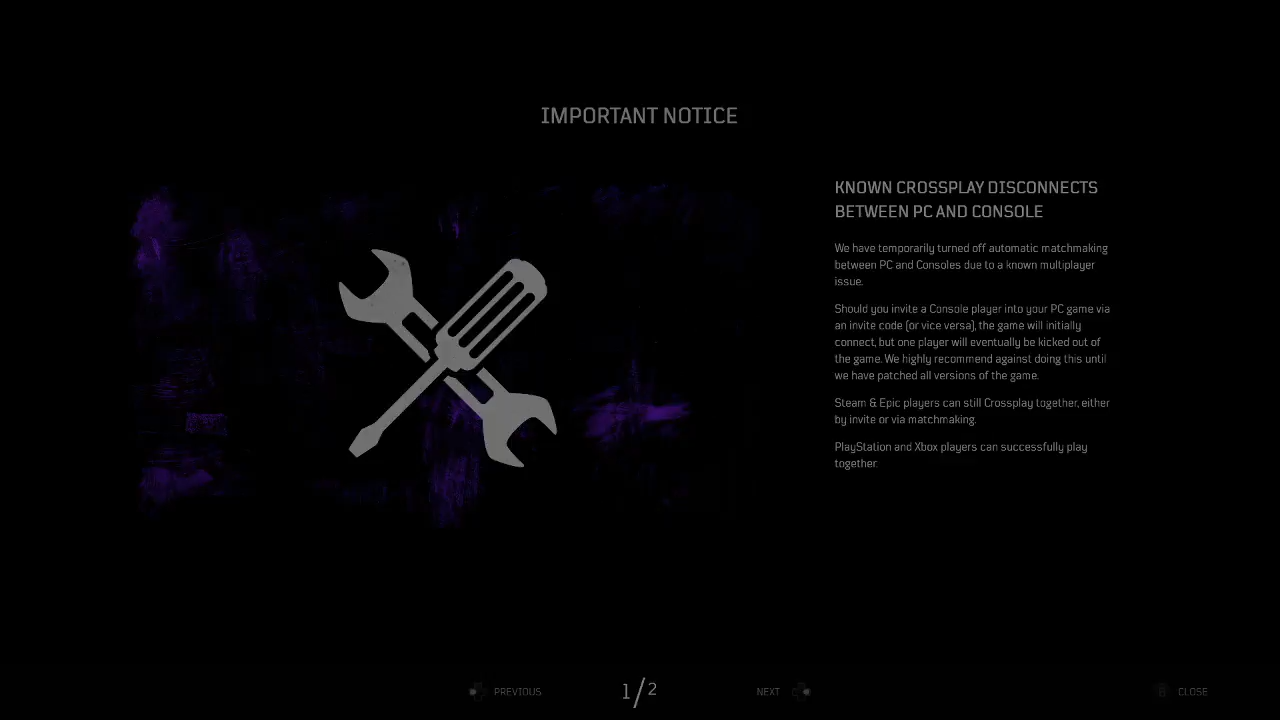 IMPORTANT NOTICE
KNOWN CROSSPLAY DISCONNECTS
BETWEEN PC AND CONSOLE
We have temporarily turned off automatic matchmaking
between PC and Consoles due to a known multiplayer
issue.
Should you invite a Console player into your PC game via
an invite code (or vice versa), the game will initially
connect, but one player will eventually be kicked out of
the game. We highly recommend against doing this until
we have patched all versions of the game.
Steam & Epic players can still Crossplay together, either
by invite or via matchmaking.
PlayStation and Xbox players can successfully play
together.
PREVIOUS
1/2
NEXT
CLOSE